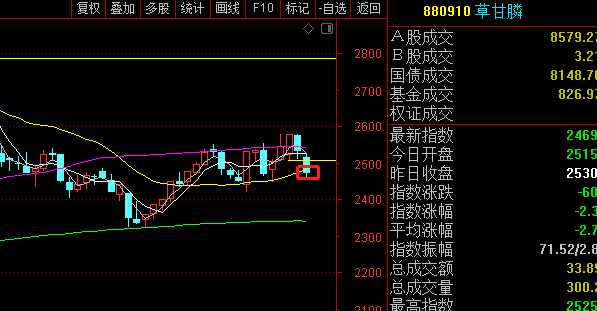 复权 叠加 多股 统计 画线 F10 标记 -自选 返回
880910 草甘膦
A股成交 8579.27
B股成交 3.2
国债成交 8148.70
基金成交 826.97
权证成交
最新指数 2469
今日开盘 2515
昨日收盘 2530
指数涨跌 -60
指数涨幅 -2.3
平均涨幅 -2.7
指数振幅 71.52/2.8
总成交额 33.89
总成交量 300.2
最高指数 2525
2800
2700
2600
2500
2400
2300
2200
2100